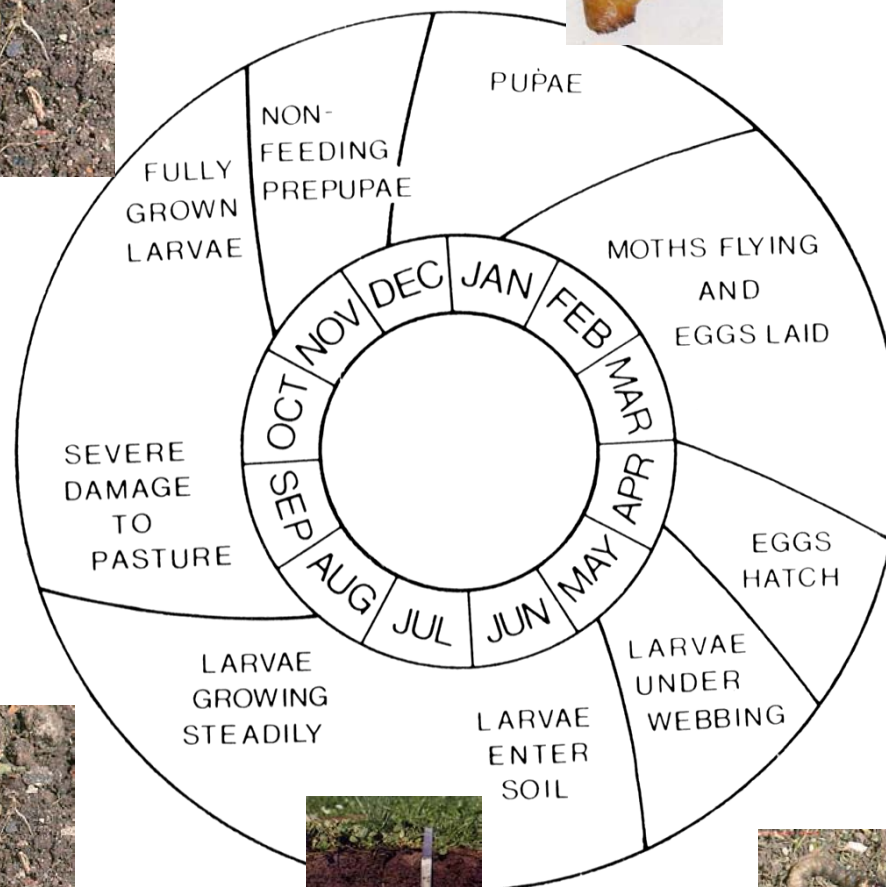 PUPAE
MOTHS FLYING
AND
EGGS LAID
EGGS
HATCH
LARVAE
UNDER
WEBBING
LARVAE
ENTER
SOIL
LARVAE
GROWING
STEADILY
SEVERE
DAMAGE
TO
PASTURE
FULLY
GROWN
LARVAE
NON-
FEEDING
PREPUPAE
JAN
FEB
MAR
APR
MAY
JUN
JUL
AUG
SEP
OCT
NOV
DEC